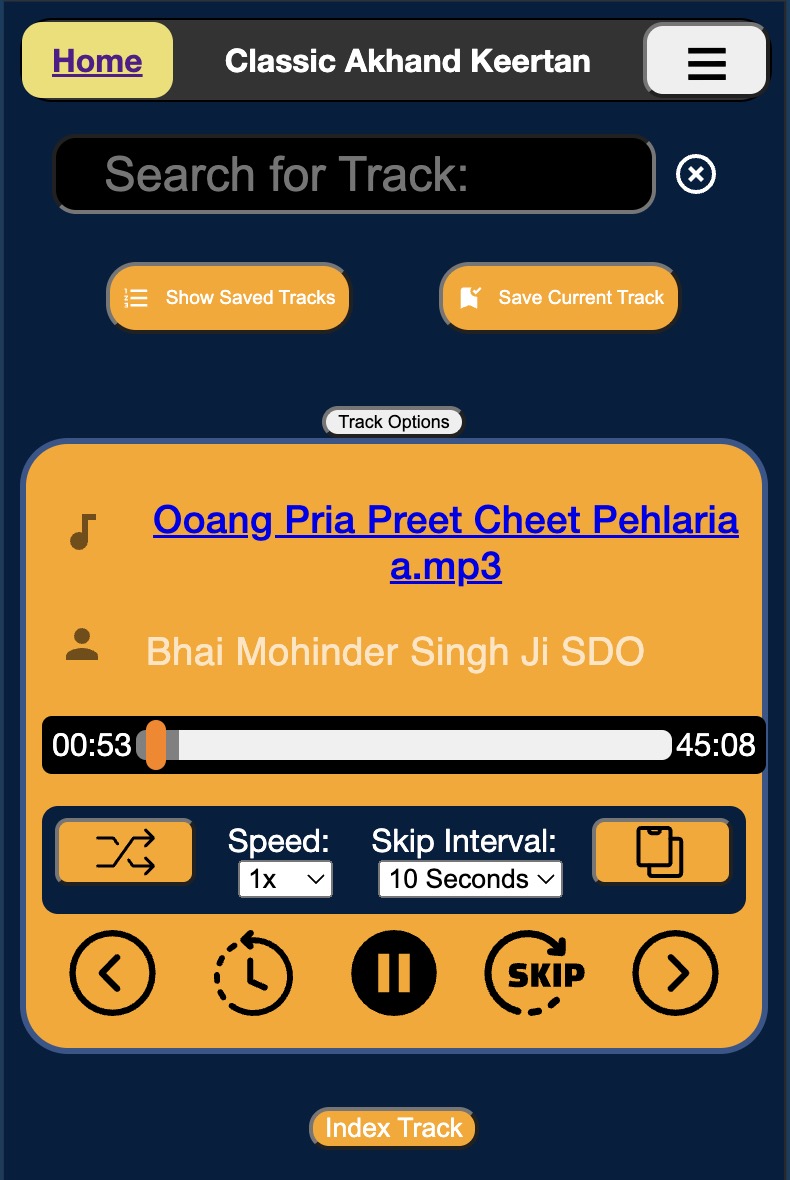 Home
Classic Akhand Keertan
Search for Track:
Show Saved Tracks
Save Current Track
Track Options
Ooang Pria Preet Cheet Pehlaria
a.mp3
Bhai Mohinder Singh Ji SDO
00:53
45:08
Speed:
Skip Interval:
1x
10 Seconds
SKIP
Index Track